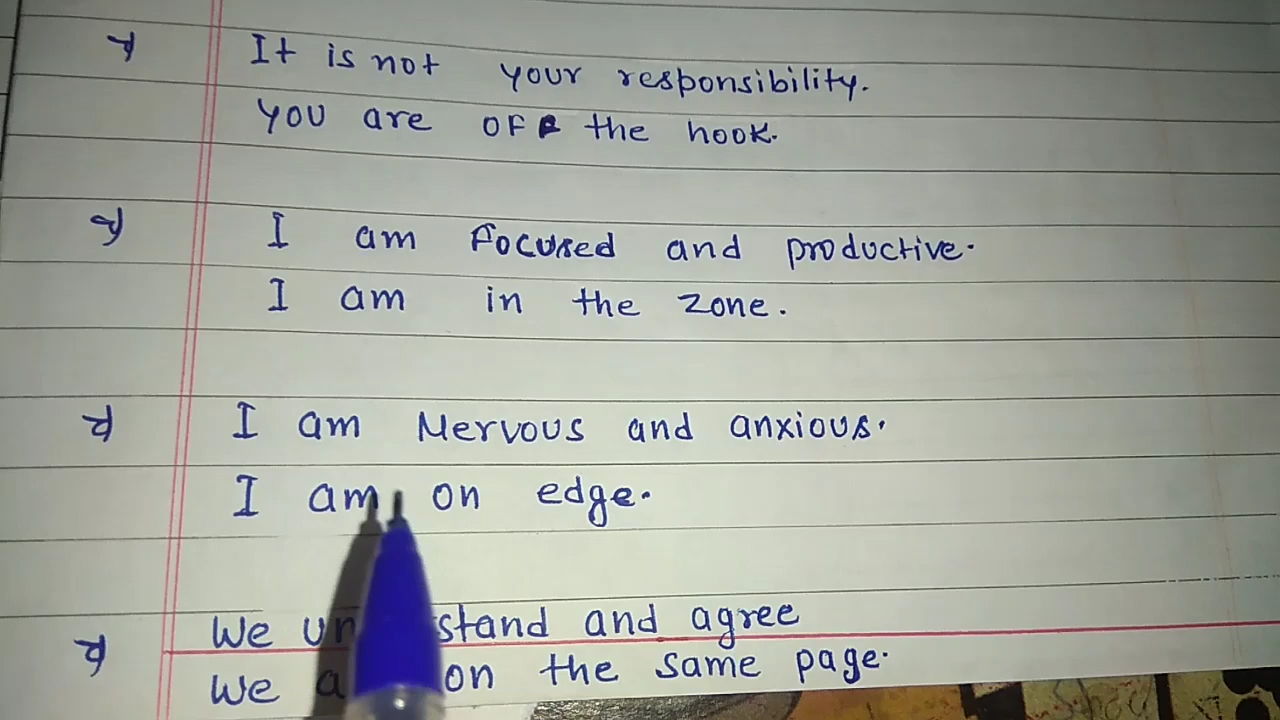 It is not your responsibility.
You are off the hook.
I am focused and productive.
I am in the zone.
I am Nervous and anxious.
I am on edge.
We and agree
We on the same page.